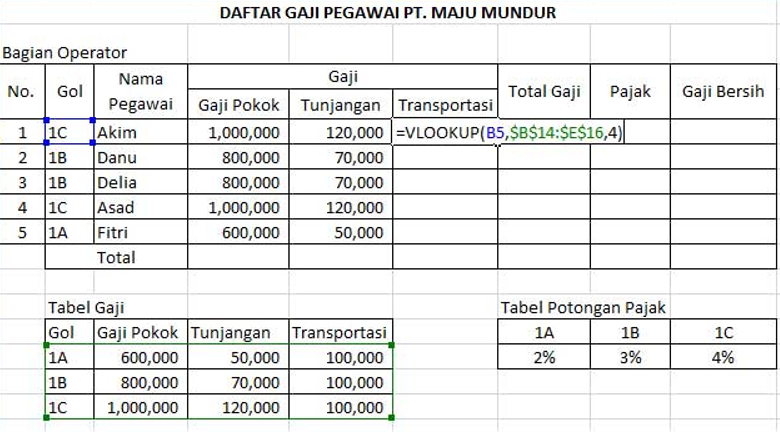 DAFTAR GAJI PEGAWAI PT. MAJU MUNDUR
Bagian Operator
No. Gol Nama Pegawai Gaji Total Gaji Pajak Gaji Bersih
Gaji Pokok Tunjangan Transportasi
1 1C Akim 1,000,000 120,000 =VLOOKUP(B5,$B$14:$E$16,4)
2 1B Danu 800,000 70,000
3 1B Delia 800,000 70,000
4 1C Asad 1,000,000 120,000
5 1A Fitri 600,000 50,000
Total
Tabel Gaji Tabel Potongan Pajak
Gol Gaji Pokok Tunjangan Transportasi 1A 1B 1C
1A 600,000 50,000 100,000 2% 3% 4%
1B 800,000 70,000 100,000
1C 1,000,000 120,000 100,000